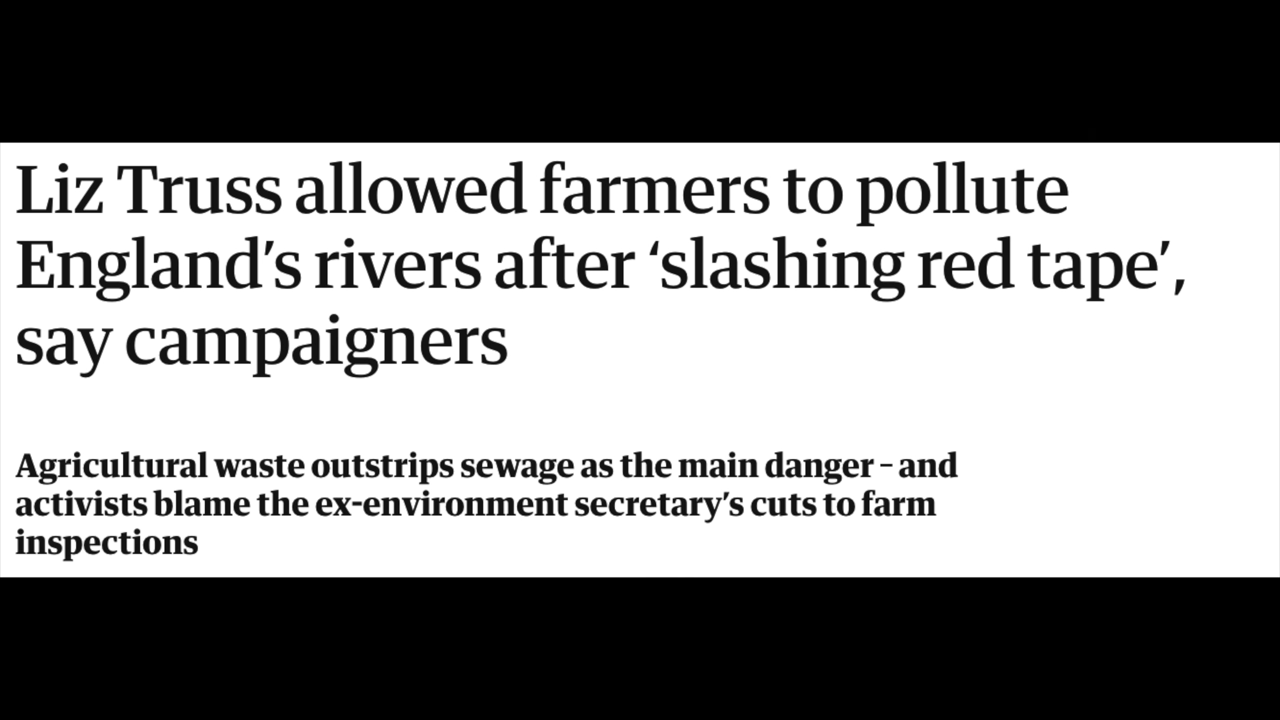 Liz Truss allowed farmers to pollute
England’s rivers after ‘slashing red tape’,
say campaigners
Agricultural waste outstrips sewage as the main danger – and
activists blame the ex-environment secretary’s cuts to farm
inspections